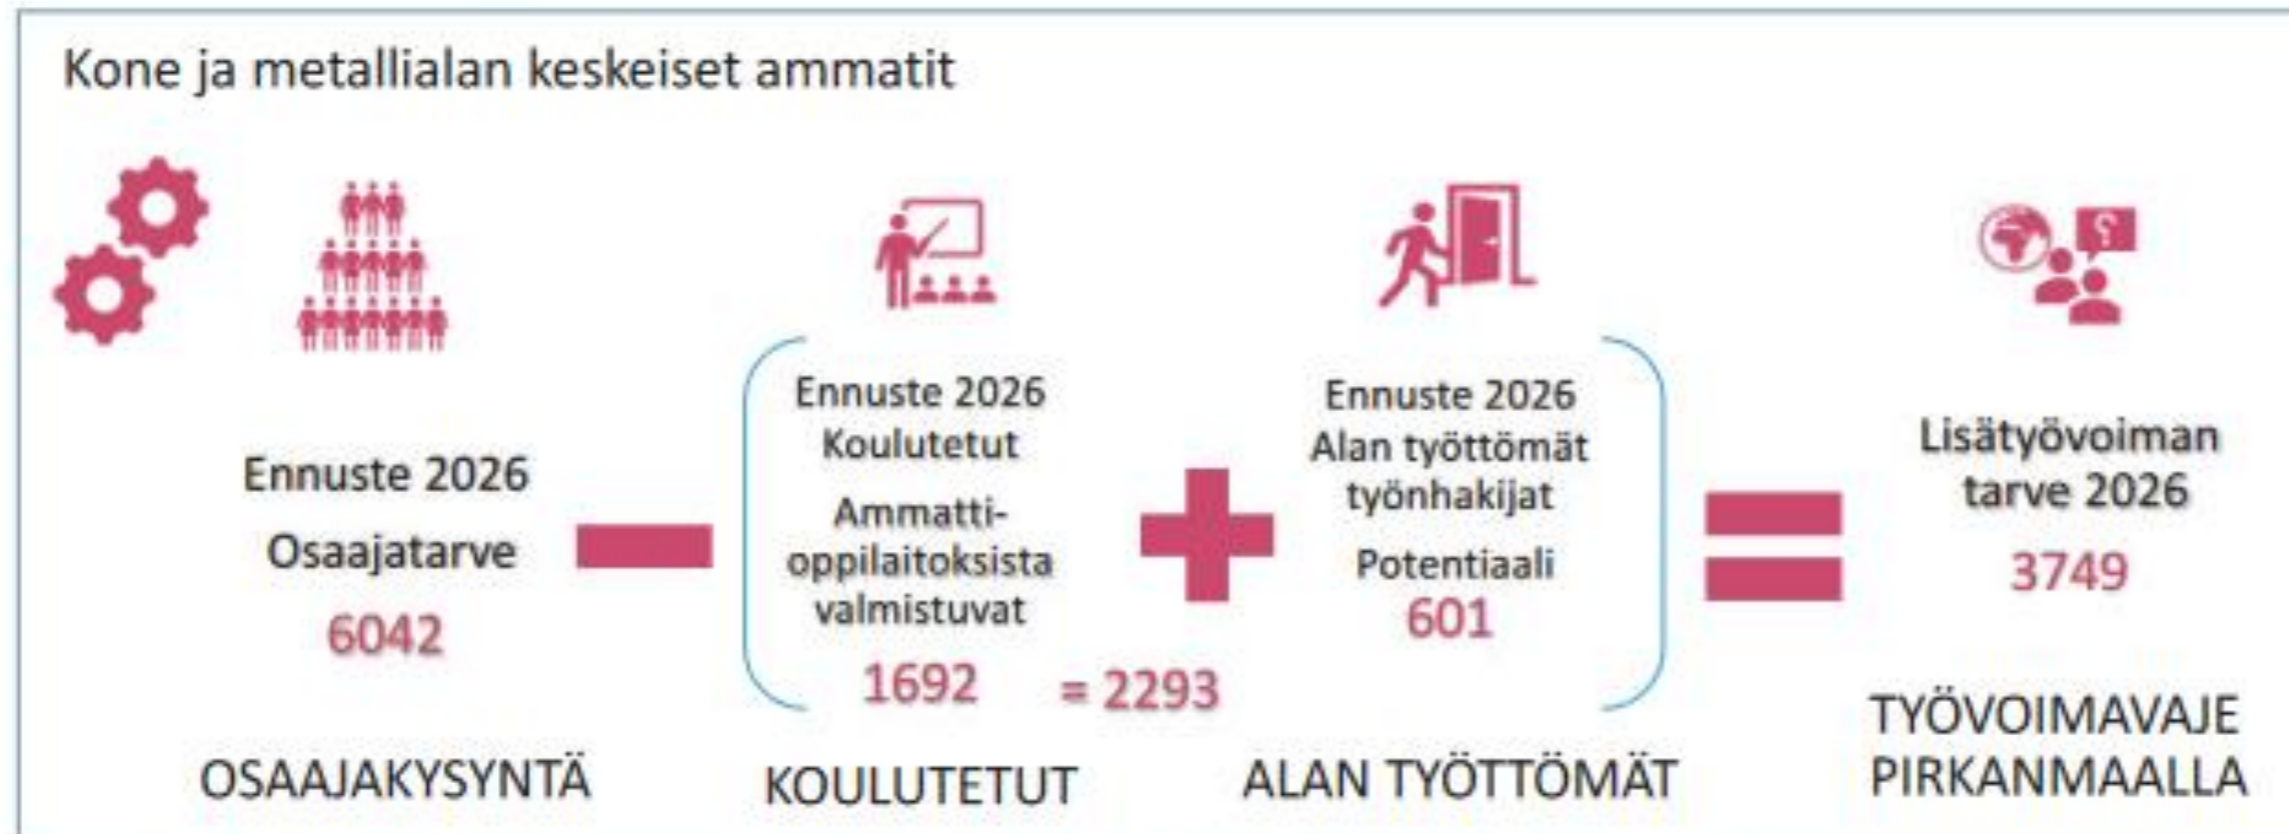 Kone ja metallialan keskeiset ammatit
Ennuste 2026
Osaajatarve
6042
OSAAJAKYSYNTÄ
Ennuste 2026
Koulutetut
Ammatti-
oppilaitoksista
valmistuvat
1692
= 2293
KOULUTETUT
Ennuste 2026
Alan työttömät
työnhakijat
Potentiaali
601
ALAN TYÖTTÖMÄT
?
Lisätyövoiman
tarve 2026
3749
TYÖVOIMAVAJE
PIRKANMAALLA